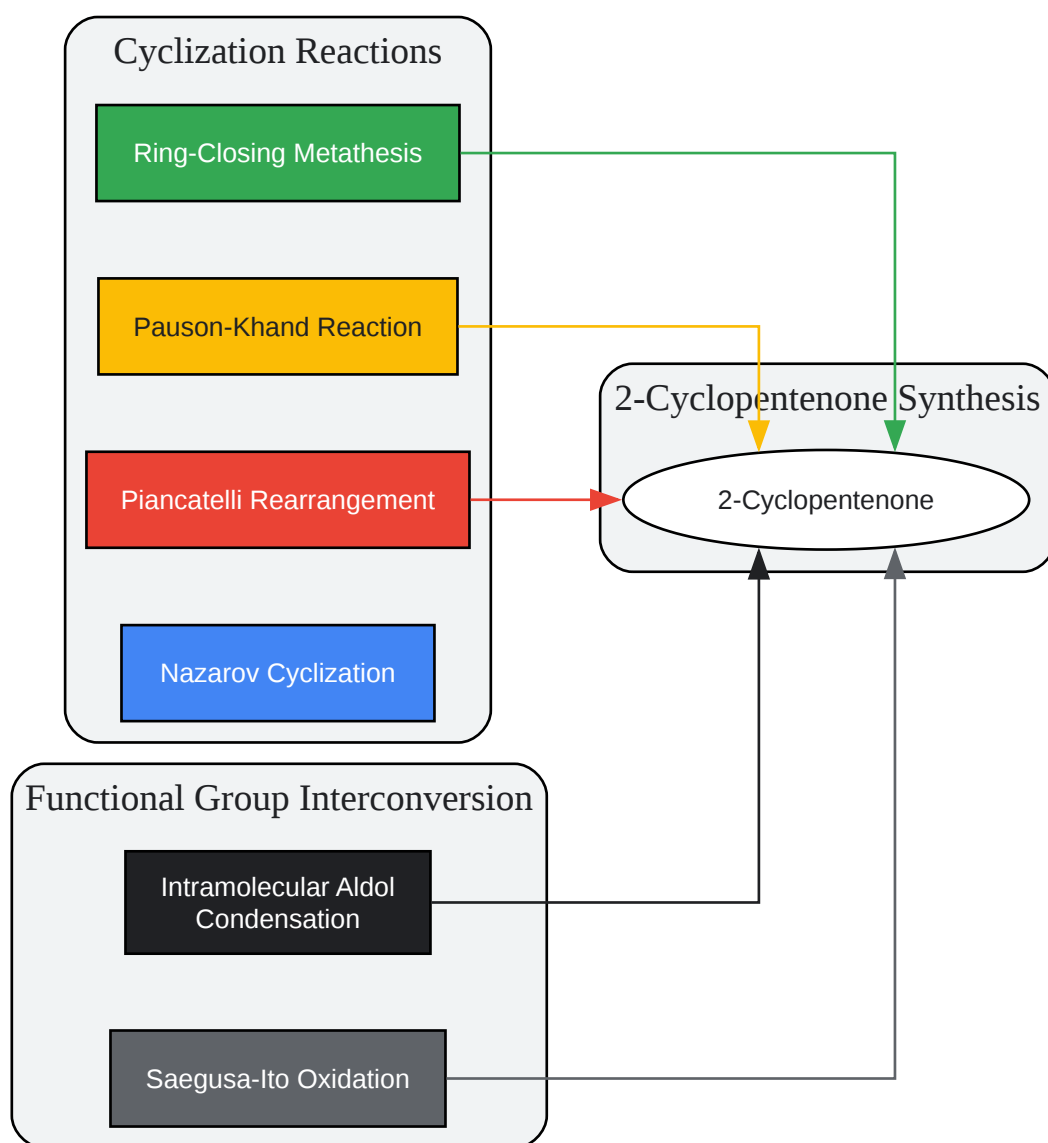 Cyclization Reactions
Ring-Closing Metathesis
Pauson-Khand Reaction
2-Cyclopentenone Synthesis
Piancatelli Rearrangement
2-Cyclopentenone
Nazarov Cyclization
Functional Group Interconversion
Intramolecular Aldol
Condensation
Saegusa-Ito Oxidation